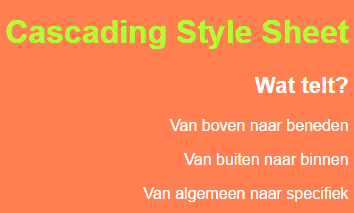 Cascading Style Sheet
Wat telt?
Van boven naar beneden
Van buiten naar binnen
Van algemeen naar specifiek